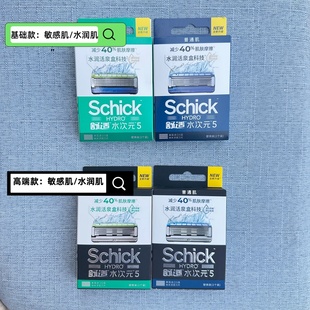 基础款：敏感肌/水润肌
NEW
普通肌
NEW
减少40%肌肤摩擦
减少40%肌肤摩擦
水润活泉盒科技
水润活泉盒科技
Schick
Schick
HYDRO
HYDRO
舒适 水次元5
舒适 水次元5
高端款：敏感肌/水润肌
普通肌
NEW
减少40%肌肤摩擦
减少40%肌肤摩擦
水润活泉盒科技
水润活泉盒科技
Schick
Schick
HYDRO
HYDRO
舒适 水次元5
舒适 水次元5